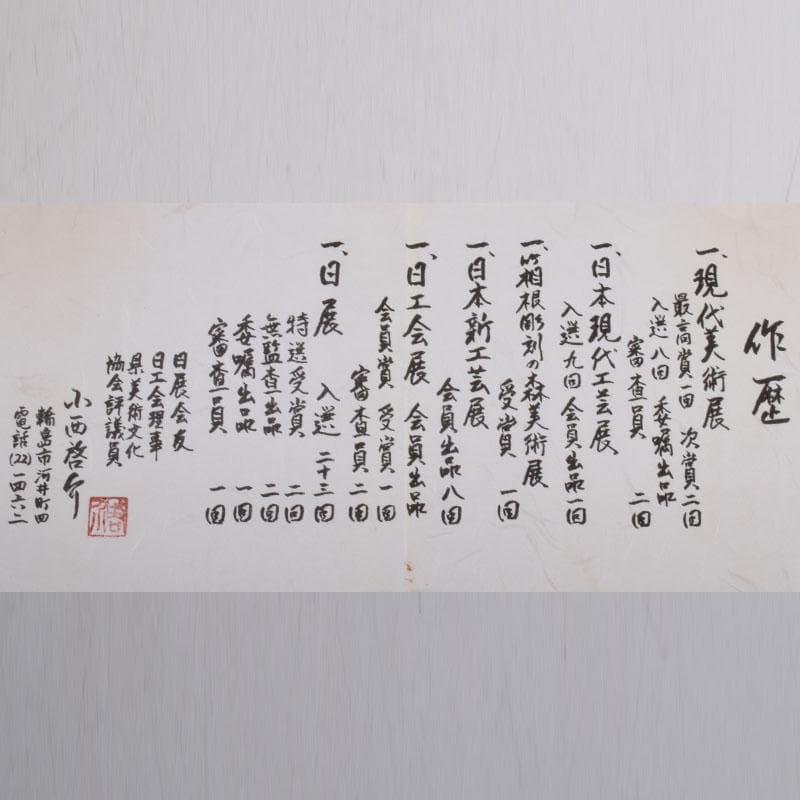 作歴
一、現代美術展
最高賞一回 次賞二回
入選八回 委嘱出品
審査員 二回
一、日本現代工芸展
入選九回 会員出品一回
一、箱根彫刻の森美術展
受賞 一回
一、日本新工芸展
会員出品八回
一、日工会展 会員出品
会員賞 受賞一回
審査員 二回
一、日展 入選 二十三回
特選受賞 二回
無監査出品 二回
委嘱出品 一回
審査員 一回
日展会友
日工会理事
県美術文化
協会評議員
小西啓介
輪島市河井町四
電話(22)一四六二